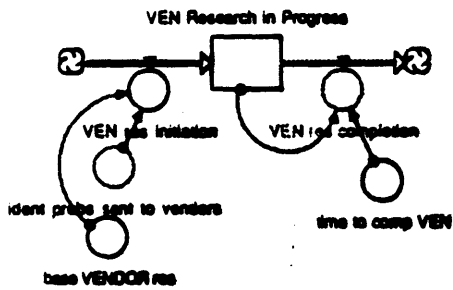 VEN Research in Progress
VEN res initiation
VEN res completion
ident probs sent to vendors
time to comp VEN
base VENDOR res